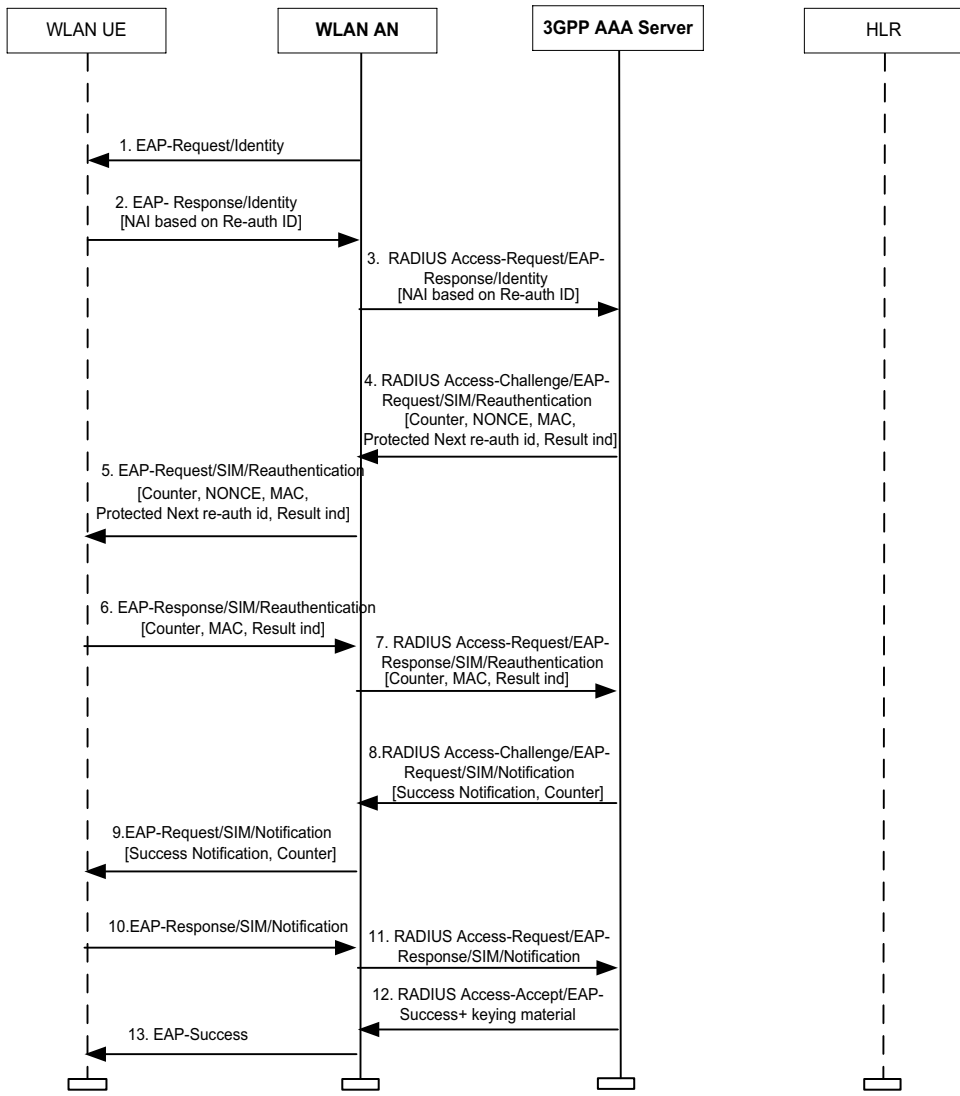 WLAN UE
WLAN AN
3GPP AAA Server
HLR
1. EAP-Request/Identity
2. EAP- Response/Identity
[NAI based on Re-auth ID]
3. RADIUS Access-Request/EAP-
Response/Identity
[NAI based on Re-auth ID]
4. RADIUS Access-Challenge/EAP-
Request/SIM/Reauthentication
[Counter, NONCE, MAC,
Protected Next re-auth id, Result ind]
5. EAP-Request/SIM/Reauthentication
[Counter, NONCE, MAC,
Protected Next re-auth id, Result ind]
6. EAP-Response/SIM/Reauthentication
[Counter, MAC, Result ind]
7. RADIUS Access-Request/EAP-
Response/SIM/Reauthentication
[Counter, MAC, Result ind]
8.RADIUS Access-Challenge/EAP-
Request/SIM/Notification
[Success Notification, Counter]
9.EAP-Request/SIM/Notification
[Success Notification, Counter]
10.EAP-Response/SIM/Notification
11. RADIUS Access-Request/EAP-
Response/SIM/Notification
12. RADIUS Access-Accept/EAP-
Success+ keying material
13. EAP-Success